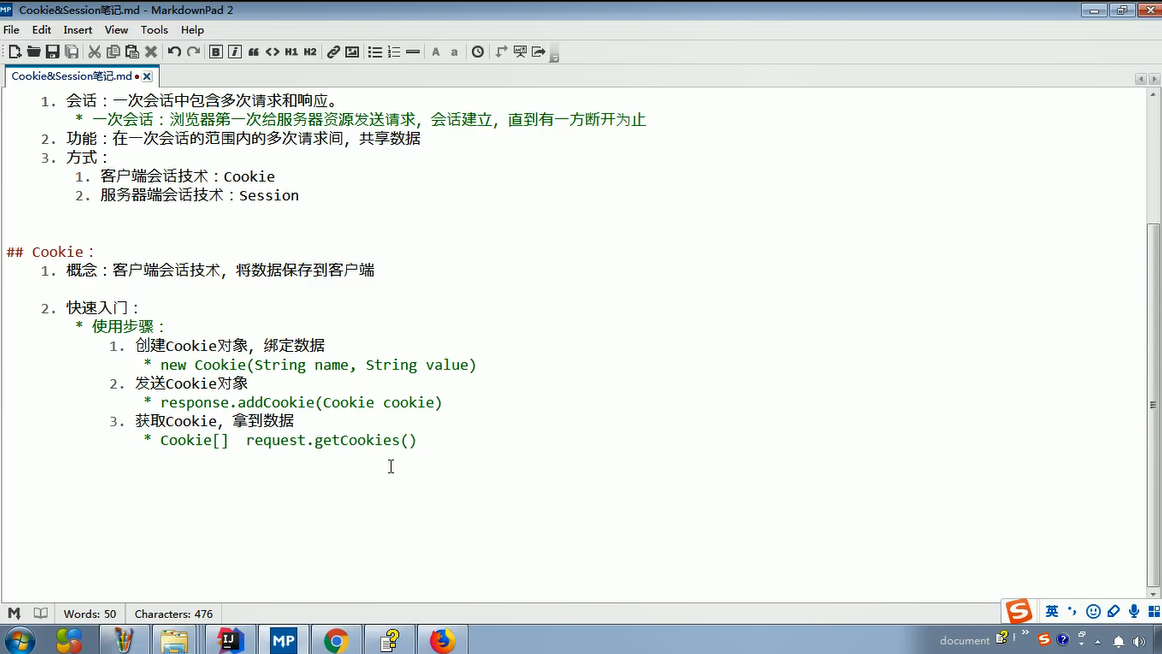 Cookie&Session笔记.md - MarkdownPad 2
File Edit Insert View Tools Help
B i H1 H2 A a
Cookie&Session笔记.md
1. 会话：一次会话中包含多次请求和响应。
* 一次会话：浏览器第一次给服务器资源发送请求，会话建立，直到有一方断开为止
2. 功能：在一次会话的范围内的多次请求间，共享数据
3. 方式：
1. 客户端会话技术：Cookie
2. 服务器端会话技术：Session
## Cookie：
1. 概念：客户端会话技术，将数据保存到客户端
2. 快速入门：
* 使用步骤：
1. 创建Cookie对象，绑定数据
* new Cookie(String name, String value)
2. 发送Cookie对象
* response.addCookie(Cookie cookie)
3. 获取Cookie，拿到数据
* Cookie[]  request.getCookies()
Words: 50 Characters: 476
英
MP
document